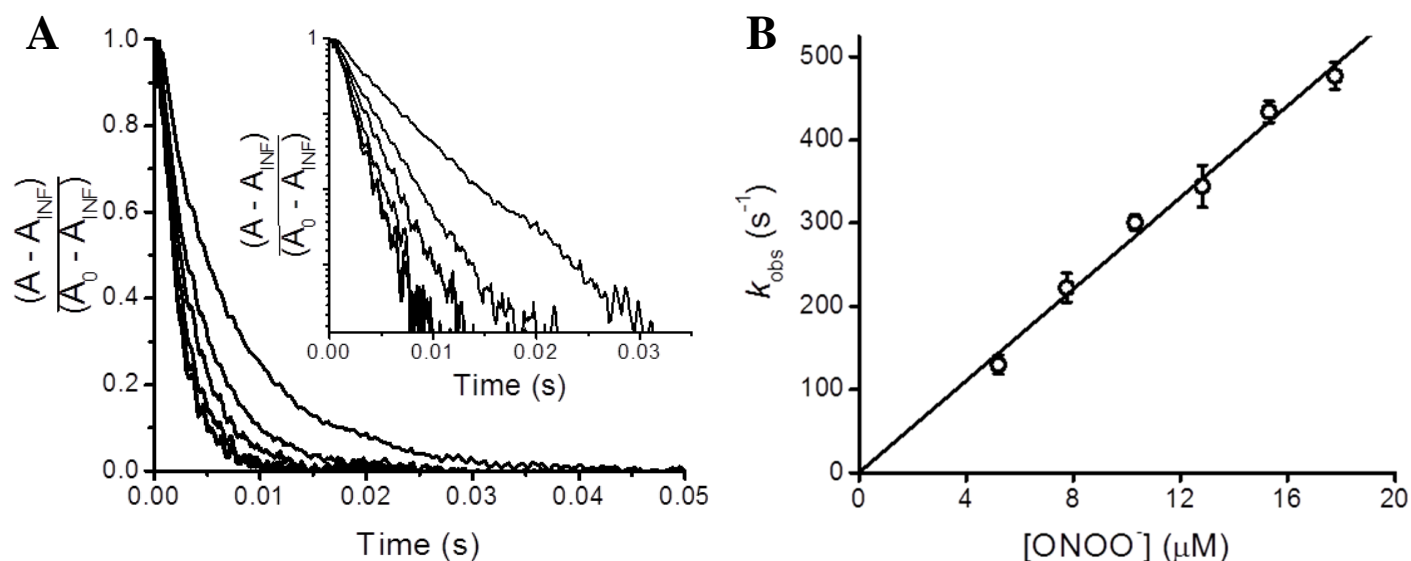 A
1.0
0.8
0.6
0.4
0.2
0.0
(A - A_INF)
(A_0 - A_INF)
0.00 0.01 0.02 0.03 0.04 0.05
Time (s)
1
(A - A_INF)
(A_0 - A_INF)
0.00 0.01 0.02 0.03
Time (s)
B
500
400
300
200
100
0
k_obs (s⁻¹)
0 4 8 12 16 20
[ONOO⁻] (μM)